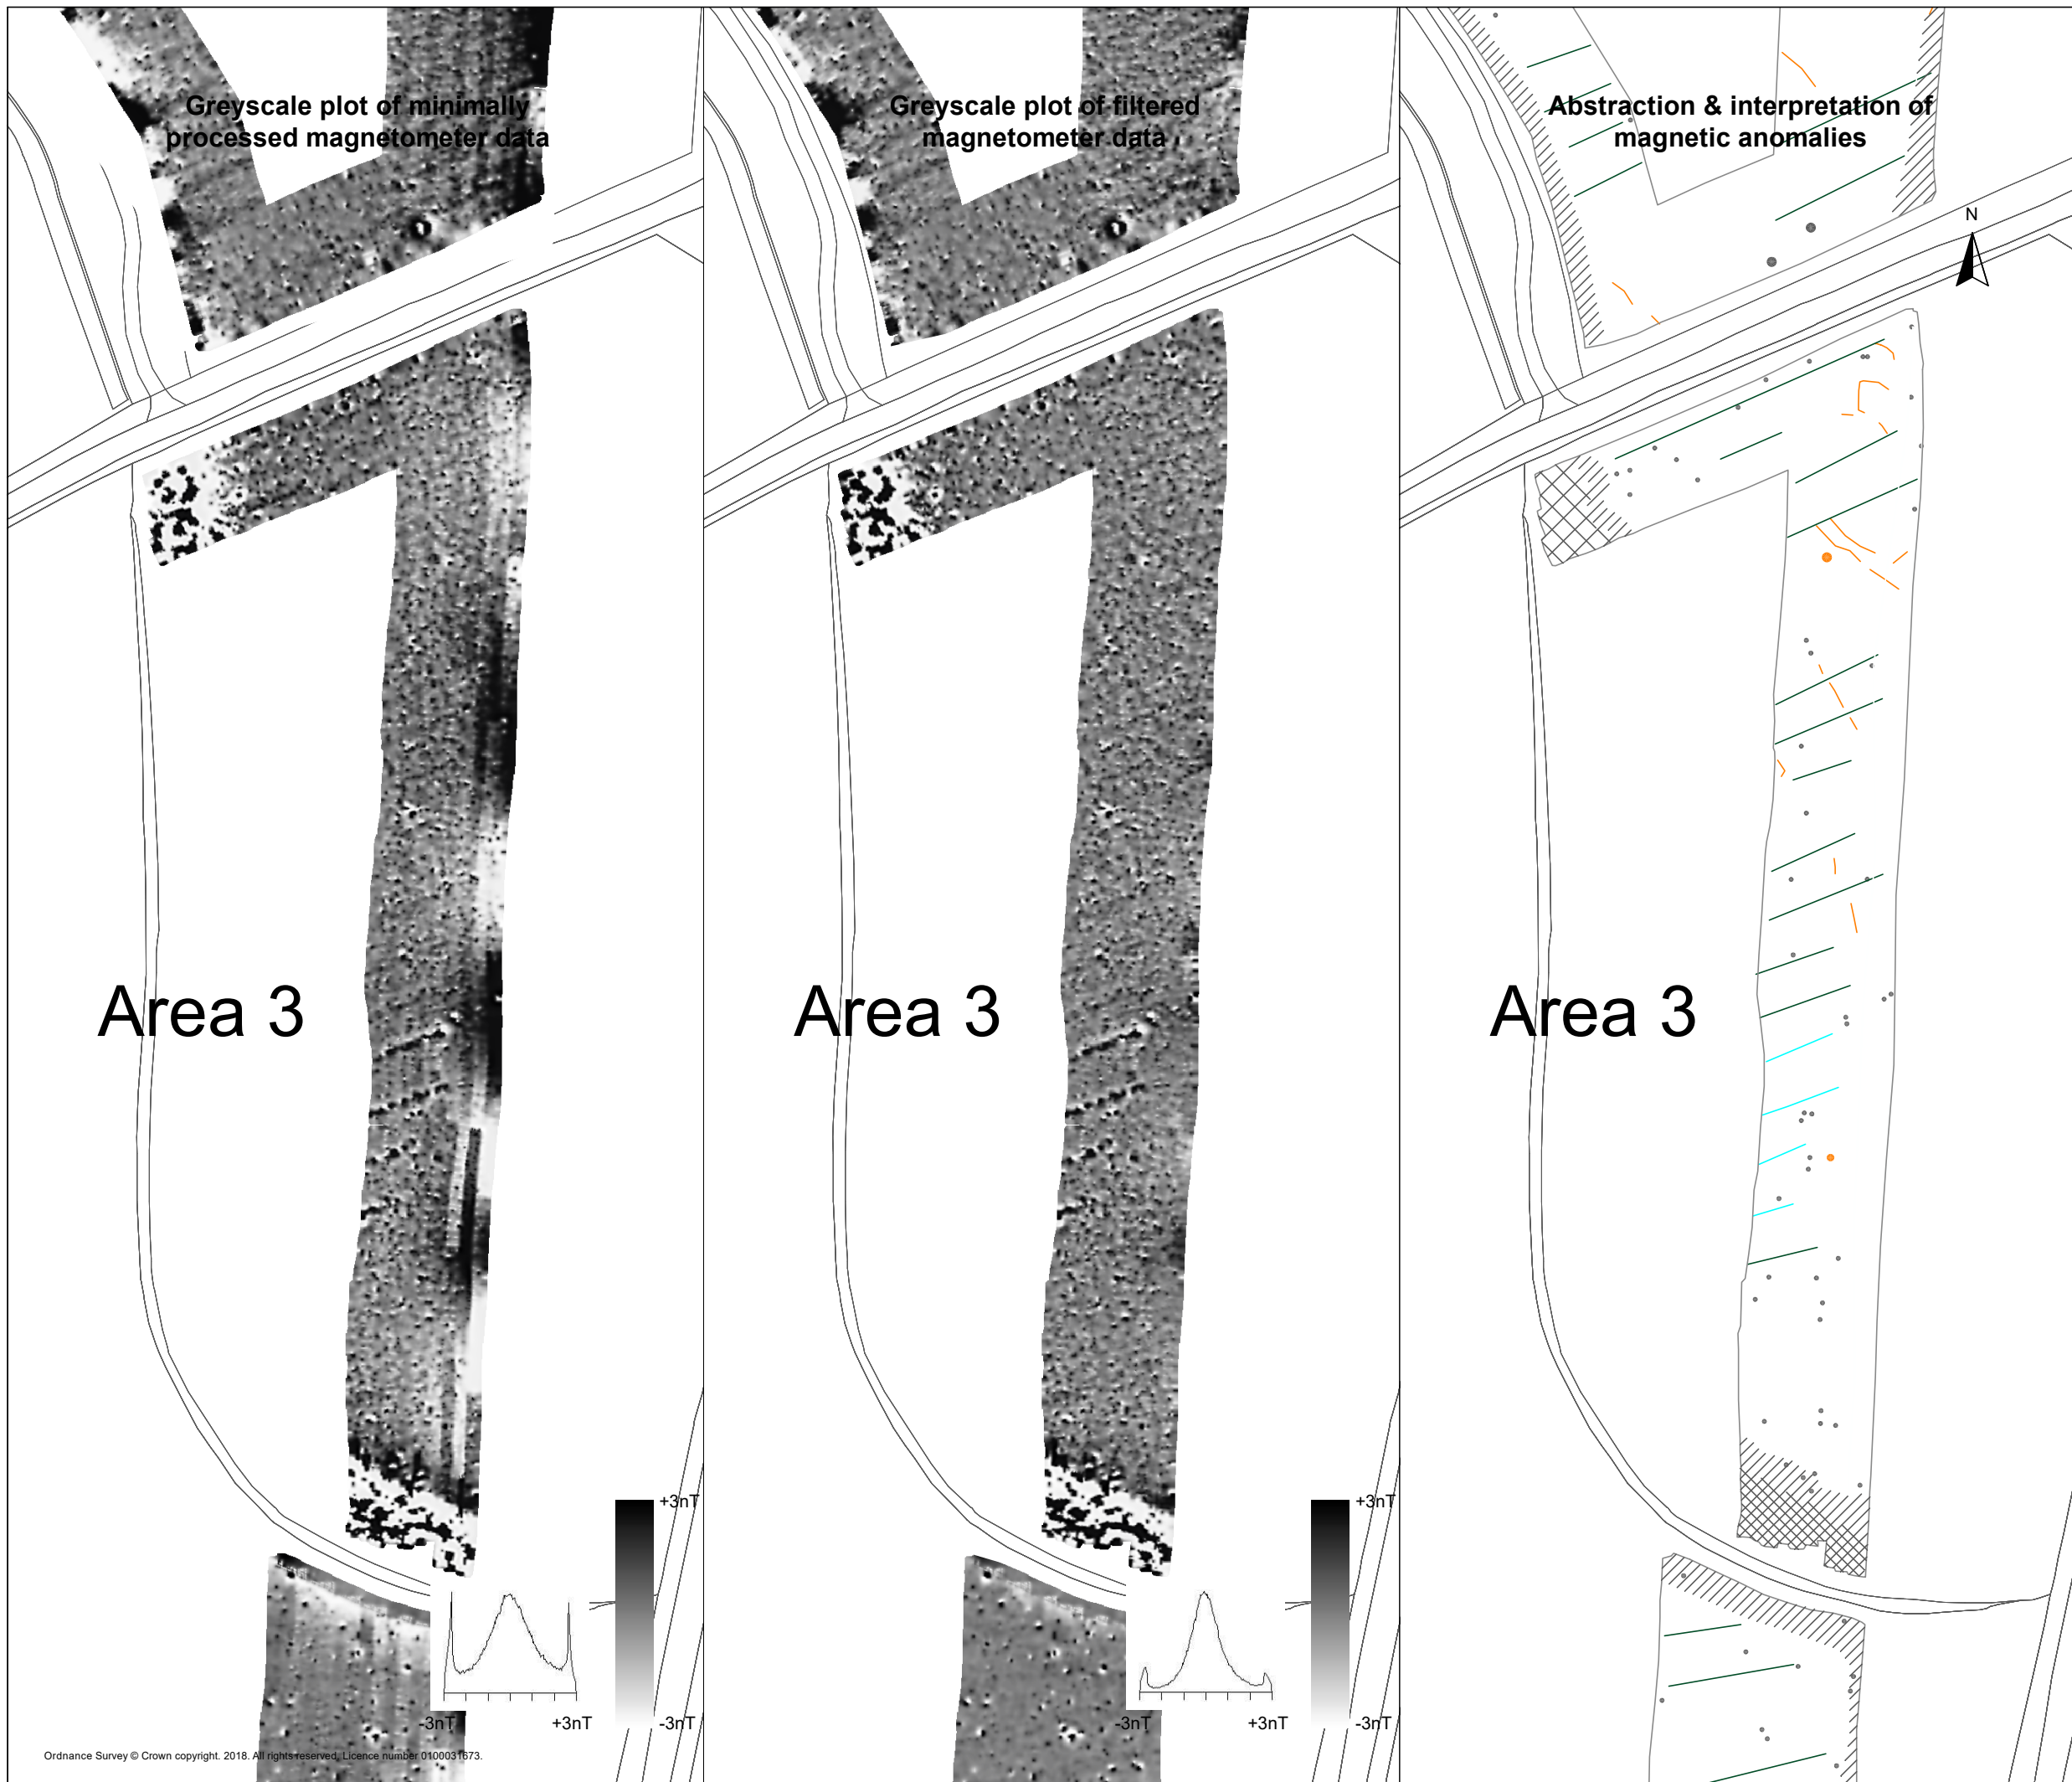 Greyscale plot of minimally
processed magnetometer data
Greyscale plot of filtered
magnetometer data
Abstraction & interpretation of
magnetic anomalies
N
Area 3
Area 3
Area 3
+3nT
-3nT
-3nT
+3nT
+3nT
-3nT
-3nT
+3nT
Ordnance Survey © Crown copyright. 2018. All rights reserved, Licence number 0100031673.